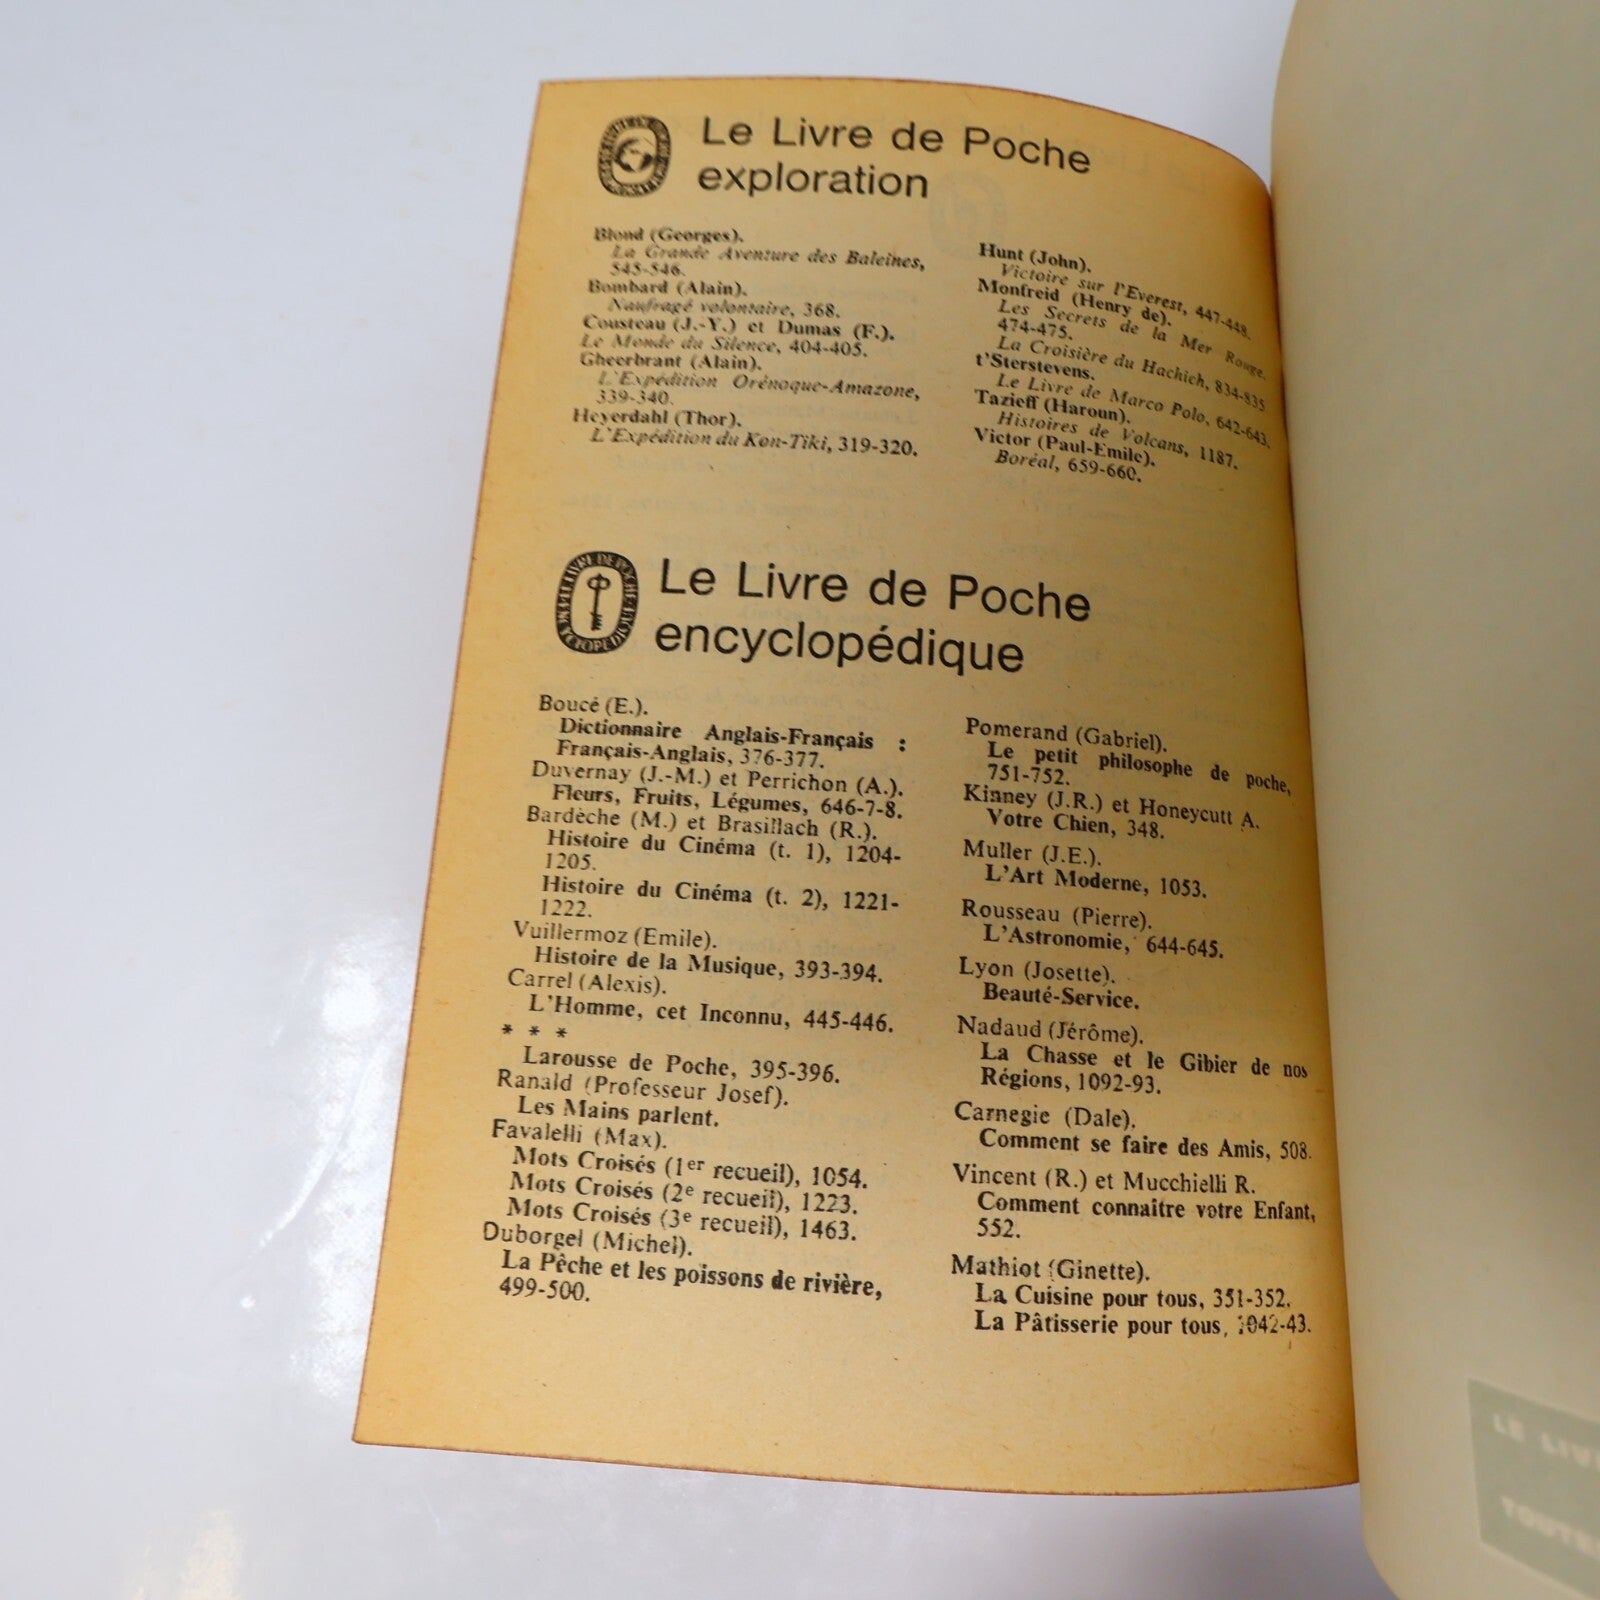 Le Livre de Poche
exploration
Blond (Georges).
La Grande Aventure des Baleines,
545-546.
Bombard (Alain).
Naufragé volontaire, 368.
Cousteau (J.-Y.) et Dumas (F.).
Le Monde du Silence, 404-405.
Gheerbrant (Alain).
L'Expédition Orénoque-Amazone,
339-340.
Heyerdahl (Thor).
L'Expédition du Kon-Tiki, 319-320.
Hunt (John).
Victoire sur l'Everest, 447-448.
Monfreid (Henry de).
Les Secrets de la Mer Rouge.
474-475.
La Croisière du Hachich, 834-835
t'Serstevens.
Le Livre de Marco Polo, 642-643.
Tazieff (Haroun).
Histoires de Volcans, 1187.
Victor (Paul-Emile).
Boréal, 659-660.
Le Livre de Poche
encyclopédique
Boucé (E.).
Dictionnaire Anglais-Français :
Français-Anglais, 376-377.
Duvernay (J.-M.) et Perrichon (A.).
Fleurs, Fruits, Légumes, 646-7-8.
Bardèche (M.) et Brasillach (R.).
Histoire du Cinéma (t. 1), 1204-
1205.
Histoire du Cinéma (t. 2), 1221-
1222.
Vuillermoz (Emile).
Histoire de la Musique, 393-394.
Carrel (Alexis).
L'Homme, cet Inconnu, 445-446.
* * *
Larousse de Poche, 395-396.
Ranald (Professeur Josef).
Les Mains parlent.
Favalelli (Max).
Mots Croisés (1er recueil), 1054.
Mots Croisés (2e recueil), 1223.
Mots Croisés (3e recueil), 1463.
Duborgel (Michel).
La Pêche et les poissons de rivière,
499-500.
Pomerand (Gabriel).
Le petit philosophe de poche,
751-752.
Kinney (J.R.) et Honeycutt A.
Votre Chien, 348.
Muller (J.E.).
L'Art Moderne, 1053.
Rousseau (Pierre).
L'Astronomie, 644-645.
Lyon (Josette).
Beauté-Service.
Nadaud (Jérôme).
La Chasse et le Gibier de nos
Régions, 1092-93.
Carnegie (Dale).
Comment se faire des Amis, 508.
Vincent (R.) et Mucchielli R.
Comment connaître votre Enfant,
552.
Mathiot (Ginette).
La Cuisine pour tous, 351-352.
La Pâtisserie pour tous, 1042-43.